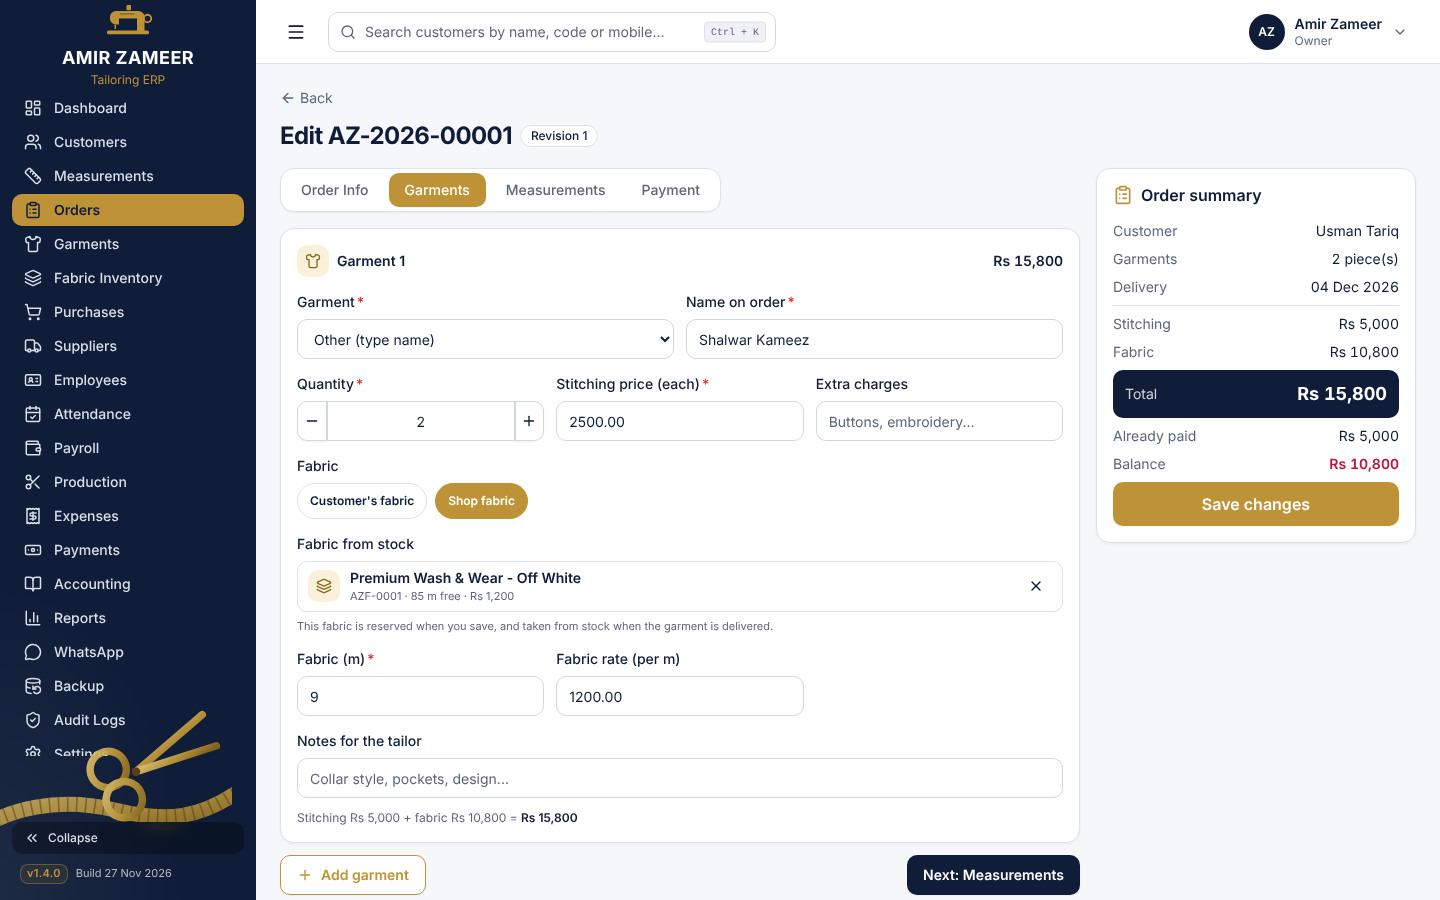 AMIR ZAMEER
Tailoring ERP
Dashboard
Customers
Measurements
Orders
Garments
Fabric Inventory
Purchases
Suppliers
Employees
Attendance
Payroll
Production
Expenses
Payments
Accounting
Reports
WhatsApp
Backup
Audit Logs
Settings
Collapse
v1.4.0 Build 27 Nov 2026
Search customers by name, code or mobile... Ctrl + K
AZ Amir Zameer
Owner
Back
Edit AZ-2026-00001 Revision 1
Order Info Garments Measurements Payment
Garment 1 Rs 15,800
Garment* Name on order*
Other (type name) Shalwar Kameez
Quantity* Stitching price (each)* Extra charges
− 2 + 2500.00 Buttons, embroidery...
Fabric
Customer's fabric Shop fabric
Fabric from stock
Premium Wash & Wear - Off White
AZF-0001 · 85 m free · Rs 1,200
This fabric is reserved when you save, and taken from stock when the garment is delivered.
Fabric (m)* Fabric rate (per m)
9 1200.00
Notes for the tailor
Collar style, pockets, design...
Stitching Rs 5,000 + fabric Rs 10,800 = Rs 15,800
+ Add garment Next: Measurements
Order summary
Customer Usman Tariq
Garments 2 piece(s)
Delivery 04 Dec 2026
Stitching Rs 5,000
Fabric Rs 10,800
Total Rs 15,800
Already paid Rs 5,000
Balance Rs 10,800
Save changes